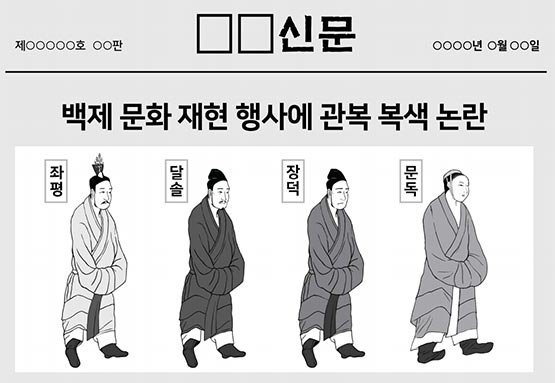 제○○○○○호 ○○판
□□신문
○○○○년 ○월 ○○일
백제 문화 재현 행사에 관복 복색 논란
좌평
달솔
장덕
문독